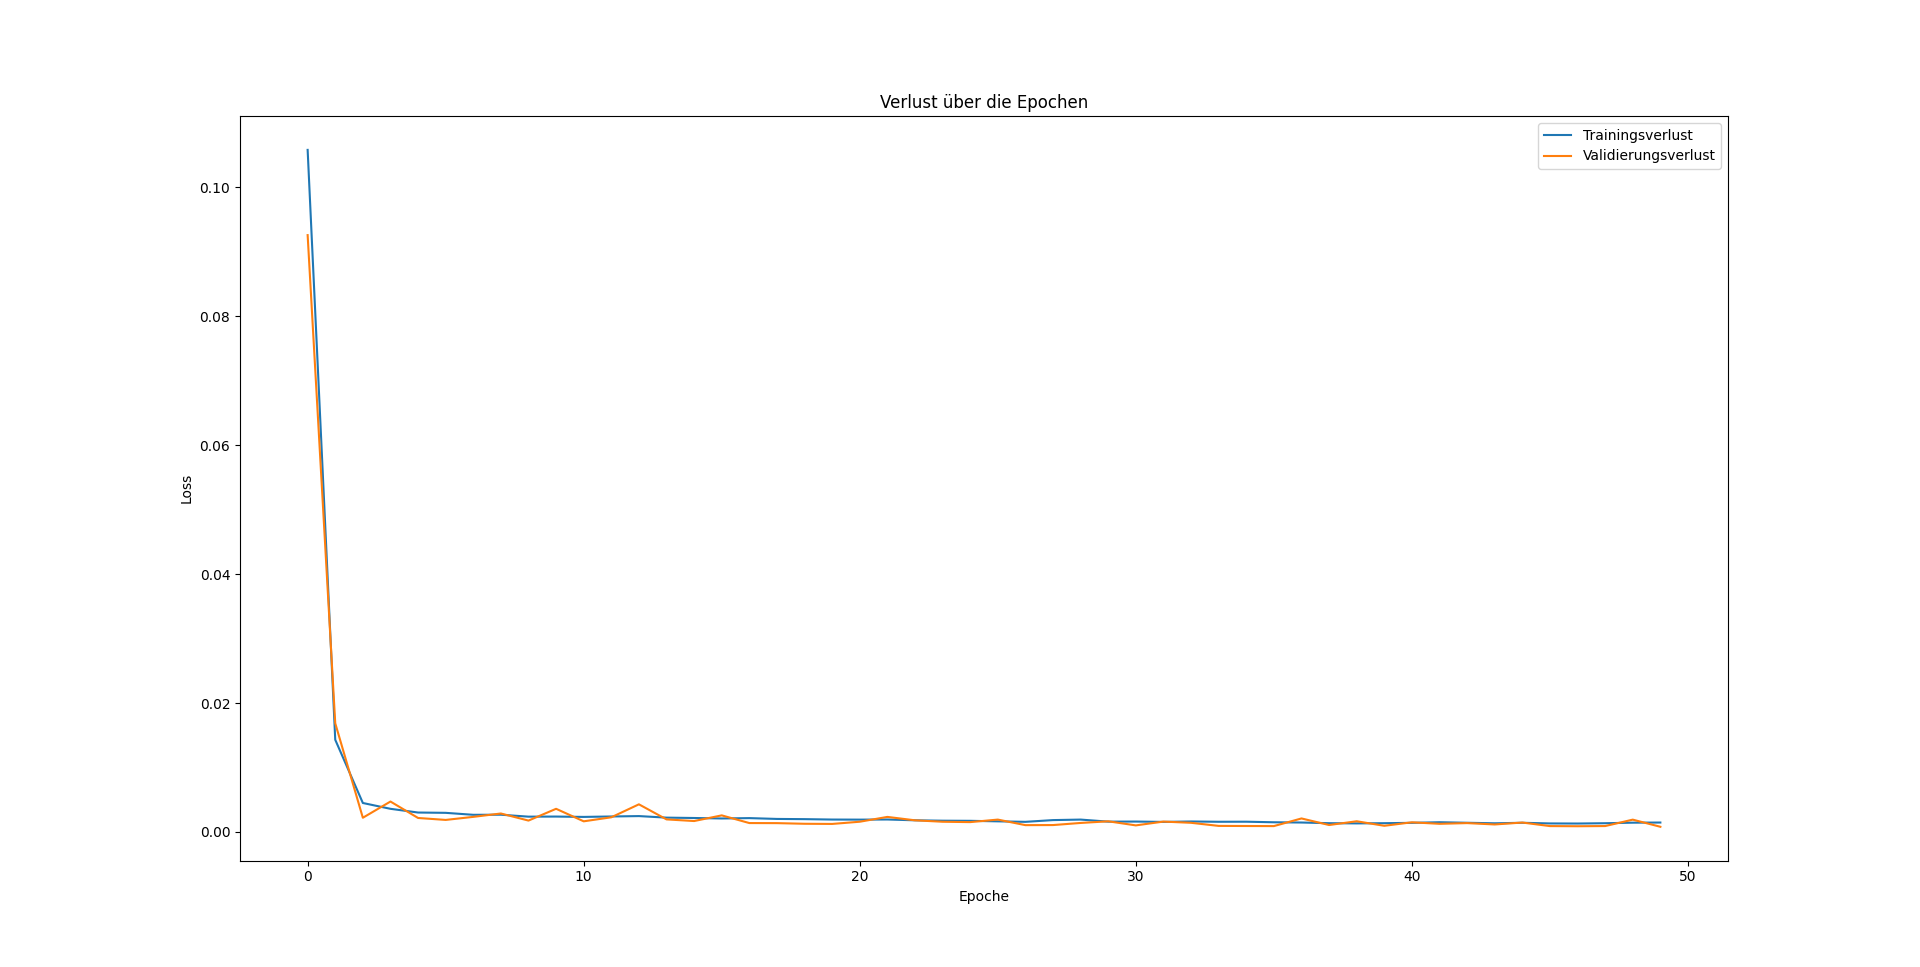 Verlust über die Epochen
Trainingsverlust
Validierungsverlust
0.10
0.08
0.06
0.04
0.02
0.00
Loss
0 10 20 30 40 50
Epoche